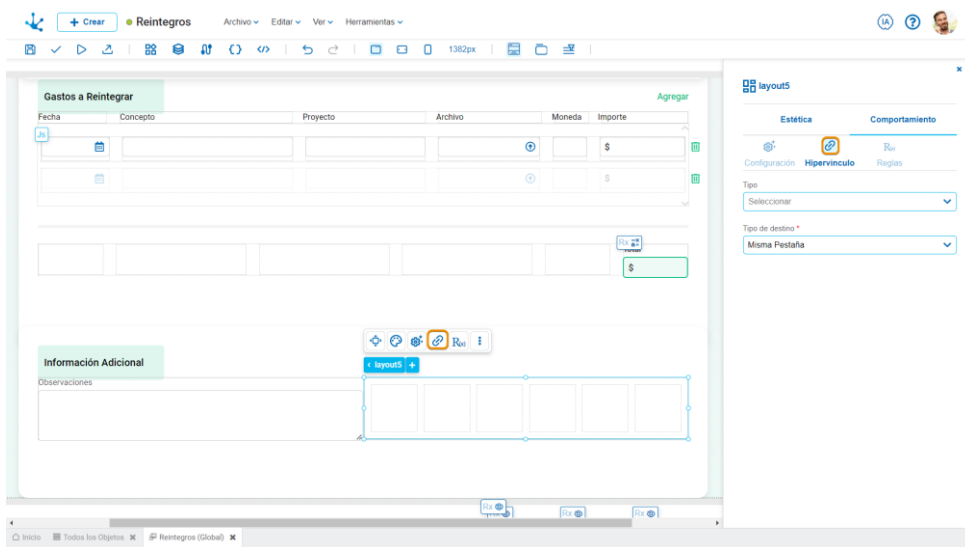 + Crear
Reintegros
Archivo Editar Ver Herramientas
IA ?
1382px
layout5
Estética Comportamiento
Configuración Hipervínculo Reglas
Tipo
Seleccionar
Tipo de destino *
Misma Pestaña
Gastos a Reintegrar
Agregar
Fecha Concepto Proyecto Archivo Moneda Importe
Js
$
$
Rx
$
R(x)
Información Adicional
layout5 +
Observaciones
Rx Rx Rx
Inicio Todos los Objetos Reintegros (Global)